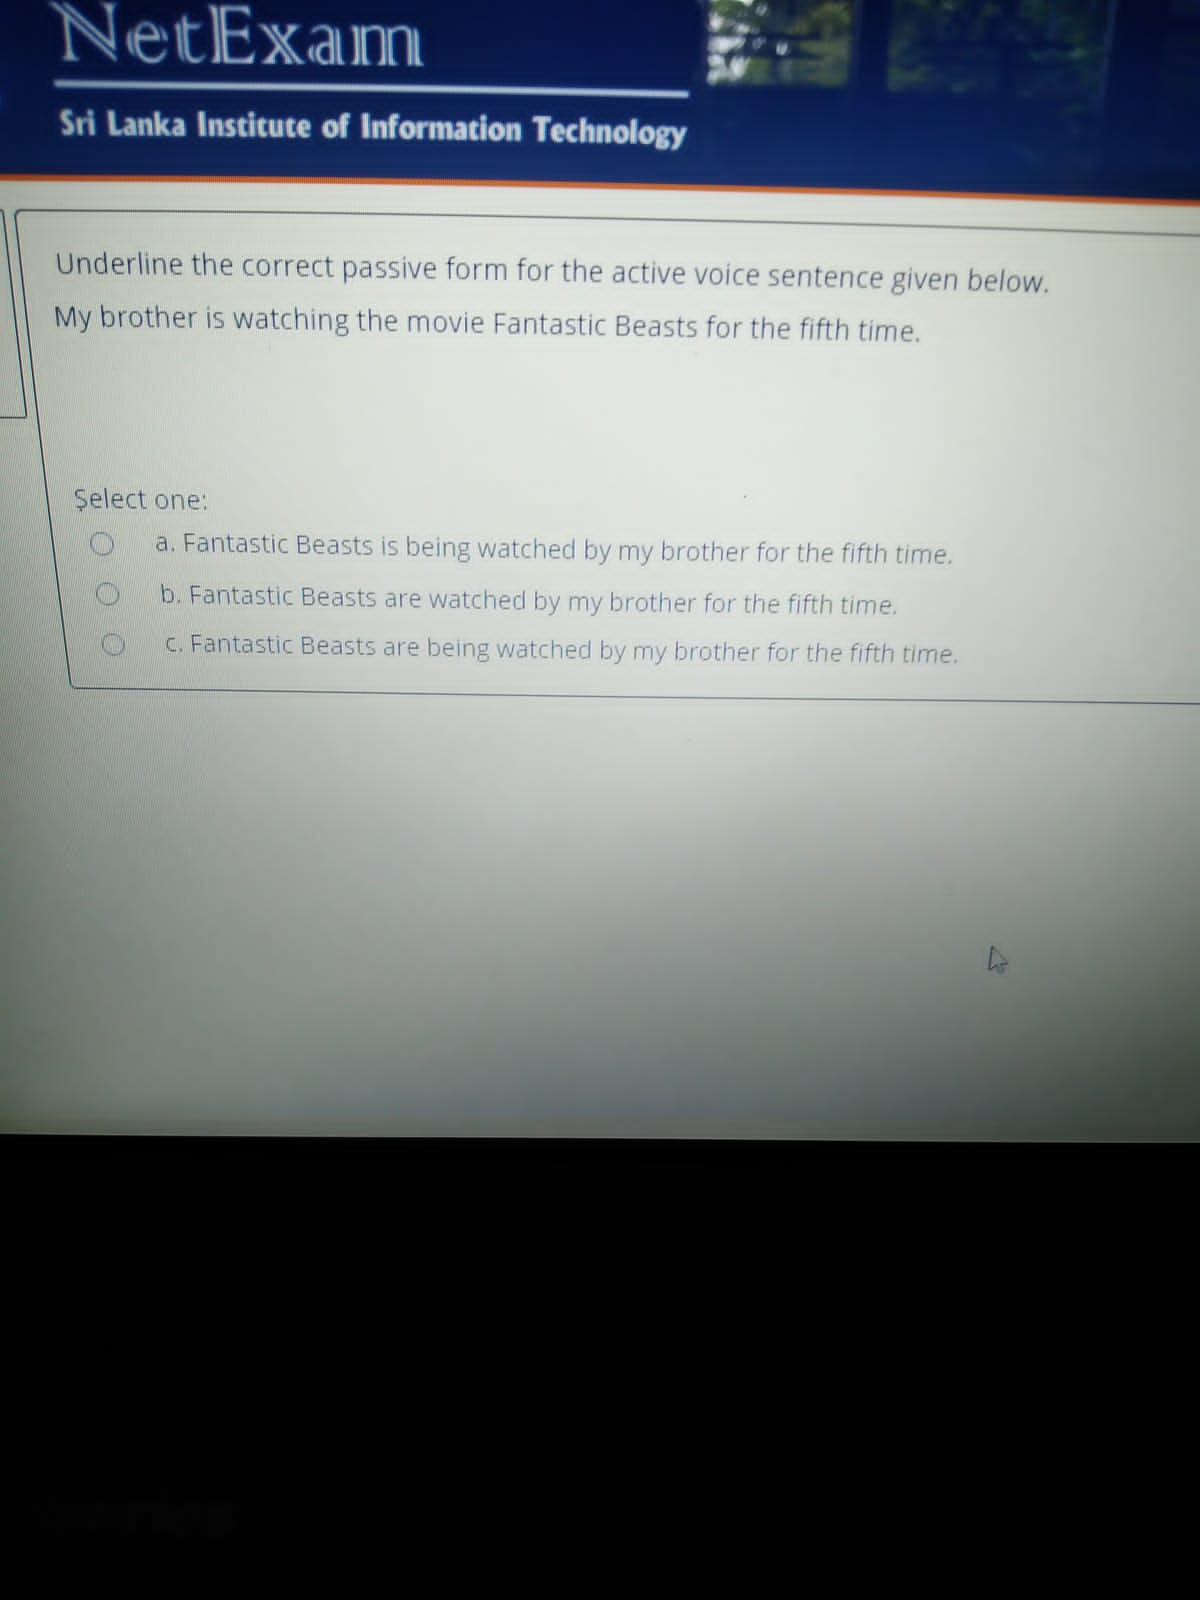 NetExam
Sri Lanka Institute of Information Technology
Underline the correct passive form for the active voice sentence given below.
My brother is watching the movie Fantastic Beasts for the fifth time.
Select one:
a. Fantastic Beasts is being watched by my brother for the fifth time.
b. Fantastic Beasts are watched by my brother for the fifth time.
c. Fantastic Beasts are being watched by my brother for the fifth time.